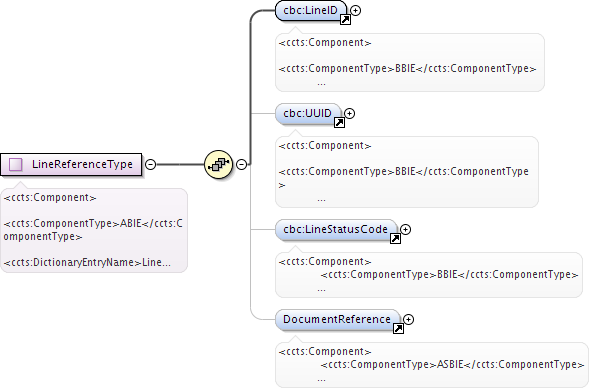 cbc:LineID
<ccts:Component>
<ccts:ComponentType>BBIE</ccts:ComponentType>
...
cbc:UUID
<ccts:Component>
<ccts:ComponentType>BBIE</ccts:ComponentType
>
...
LineReferenceType
<ccts:Component>
<ccts:ComponentType>ABIE</ccts:C
omponentType>
<ccts:DictionaryEntryName>Line...
cbc:LineStatusCode
<ccts:Component>
<ccts:ComponentType>BBIE</ccts:ComponentType>
...
DocumentReference
<ccts:Component>
<ccts:ComponentType>ASBIE</ccts:ComponentType>
...